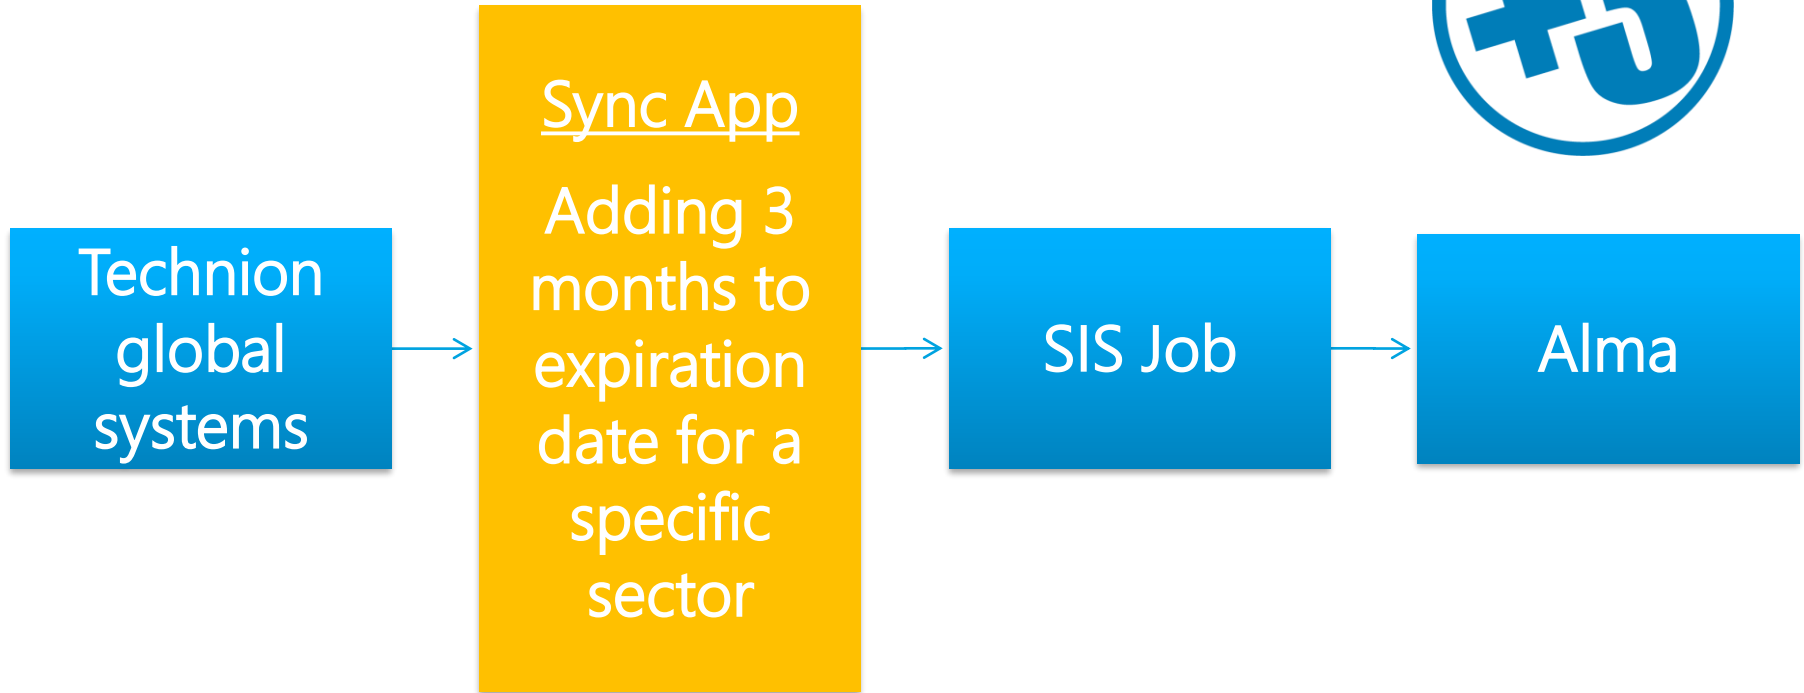 Technion
global
systems
Sync App
Adding 3
months to
expiration
date for a
specific
sector
SIS Job
Alma